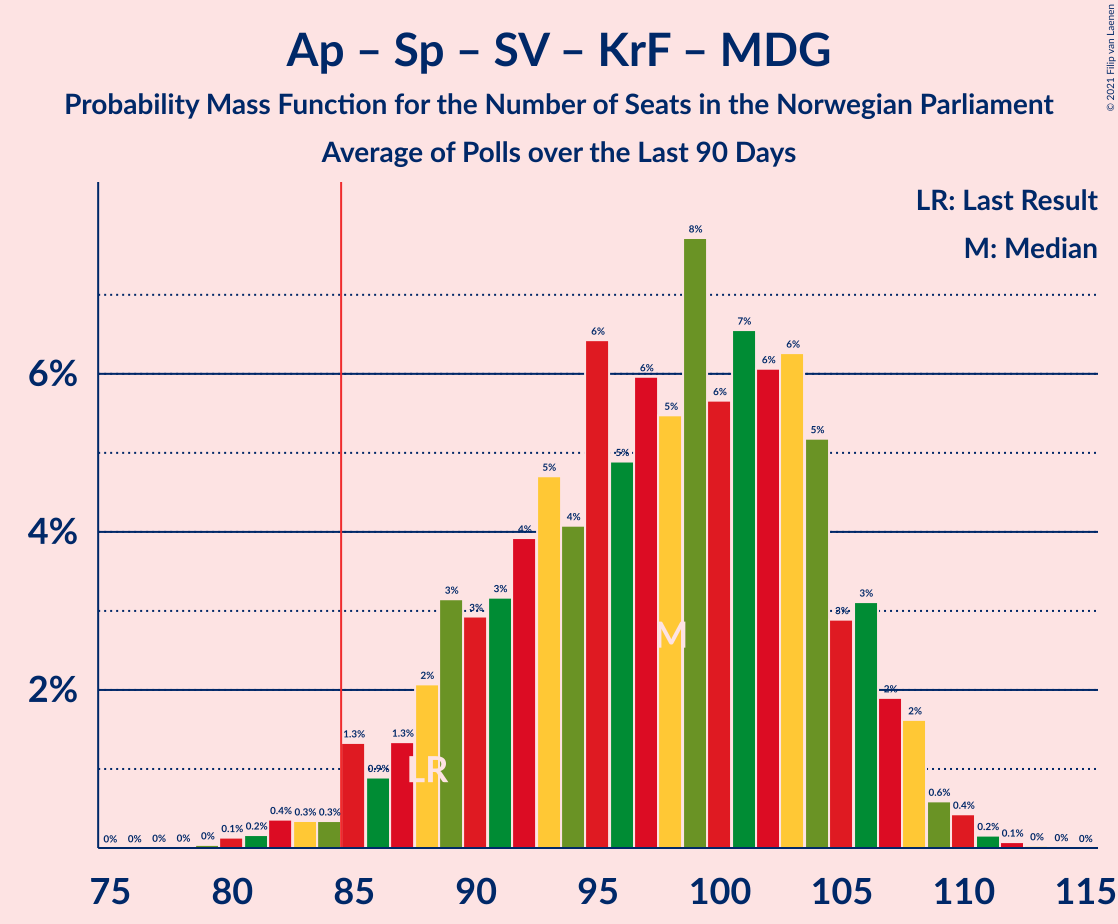 Ap – Sp – SV – KrF – MDG
Probability Mass Function for the Number of Seats in the Norwegian Parliament
Average of Polls over the Last 90 Days
© 2021 Filip van Laenen
LR: Last Result
M: Median
6%
4%
2%
0% 0% 0% 0% 0% 0.1% 0.2% 0.4% 0.3% 0.3% 1.3% 0.9% 1.3% 2% 3% 3% 3% 4% 5% 4% 6% 5% 6% 5% 8% 6% 7% 6% 6% 5% 3% 3% 2% 2% 0.6% 0.4% 0.2% 0.1% 0% 0% 0%
M
LR
75 80 85 90 95 100 105 110 115